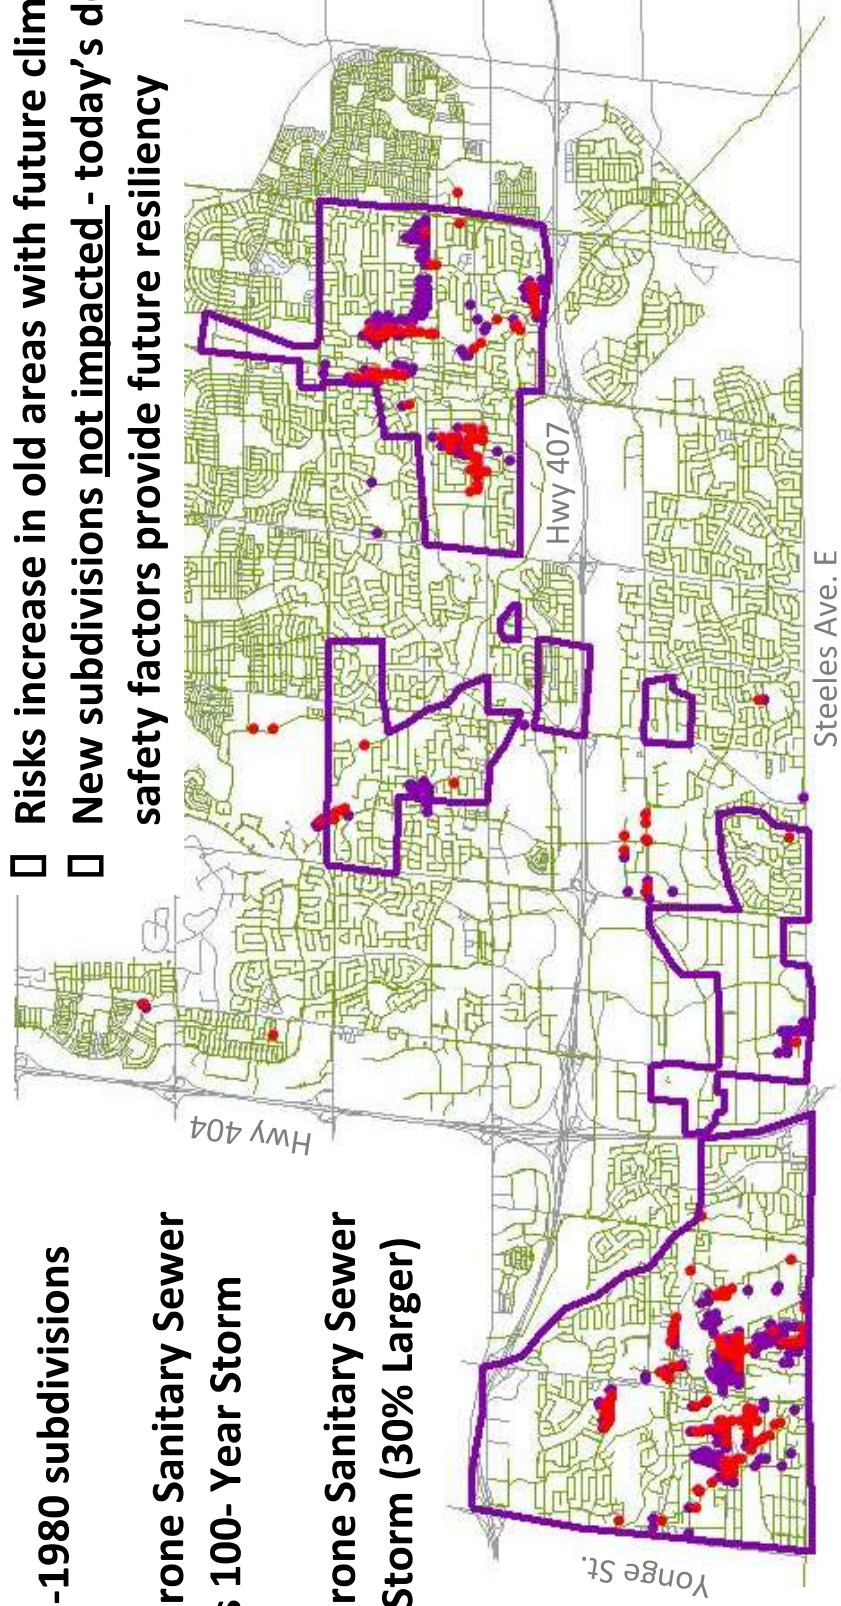 ▯ Risks increase in old areas with future clim
▯ New subdivisions not impacted - today's d
safety factors provide future resiliency
-1980 subdivisions
rone Sanitary Sewer
s 100- Year Storm
rone Sanitary Sewer
Storm (30% Larger)
Hwy 404
Hwy 407
Yonge St.
Steeles Ave. E